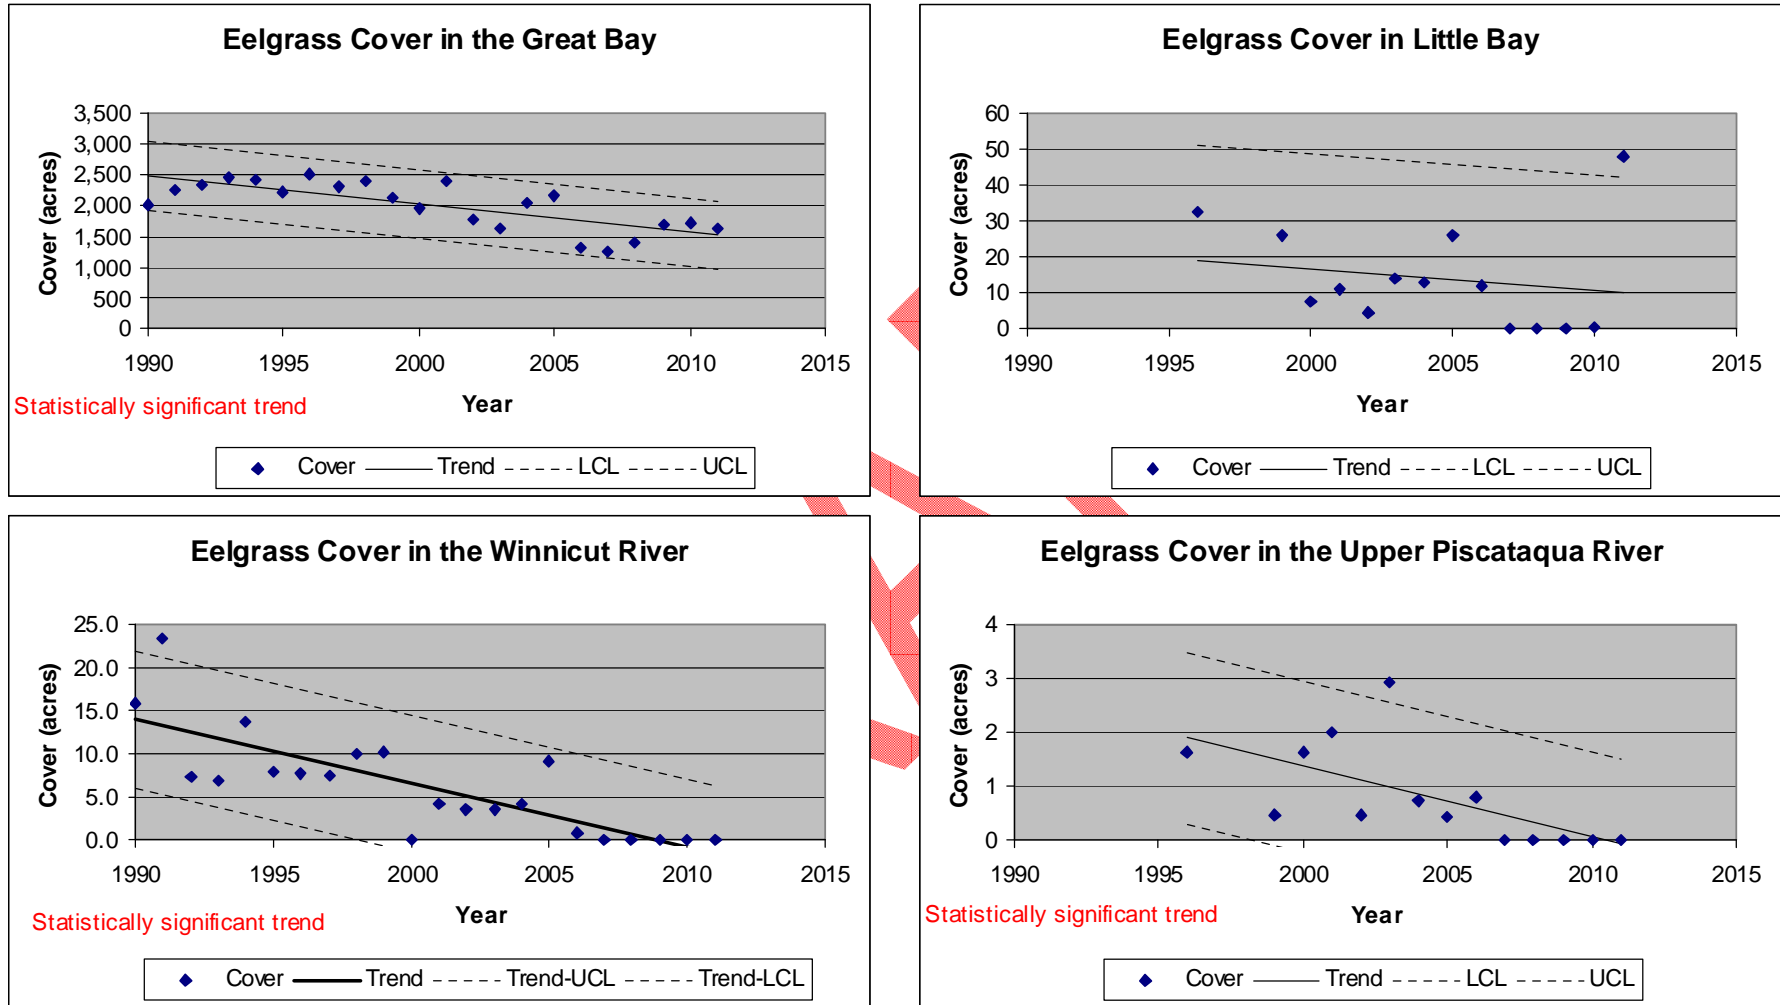 Eelgrass Cover in the Great Bay
3,500
3,000
2,500
2,000
1,500
1,000
500
0
Cover (acres)
1990 1995 2000 2005 2010 2015
Year
Statistically significant trend
Cover Trend LCL UCL
Eelgrass Cover in Little Bay
60
50
40
30
20
10
0
Cover (acres)
1990 1995 2000 2005 2010 2015
Year
Cover Trend LCL UCL
Eelgrass Cover in the Winnicut River
25.0
20.0
15.0
10.0
5.0
0.0
Cover (acres)
1990 1995 2000 2005 2010 2015
Year
Statistically significant trend
Cover Trend Trend-UCL Trend-LCL
Eelgrass Cover in the Upper Piscataqua River
4
3
2
1
0
Cover (acres)
1990 1995 2000 2005 2010 2015
Year
Statistically significant trend
Cover Trend LCL UCL